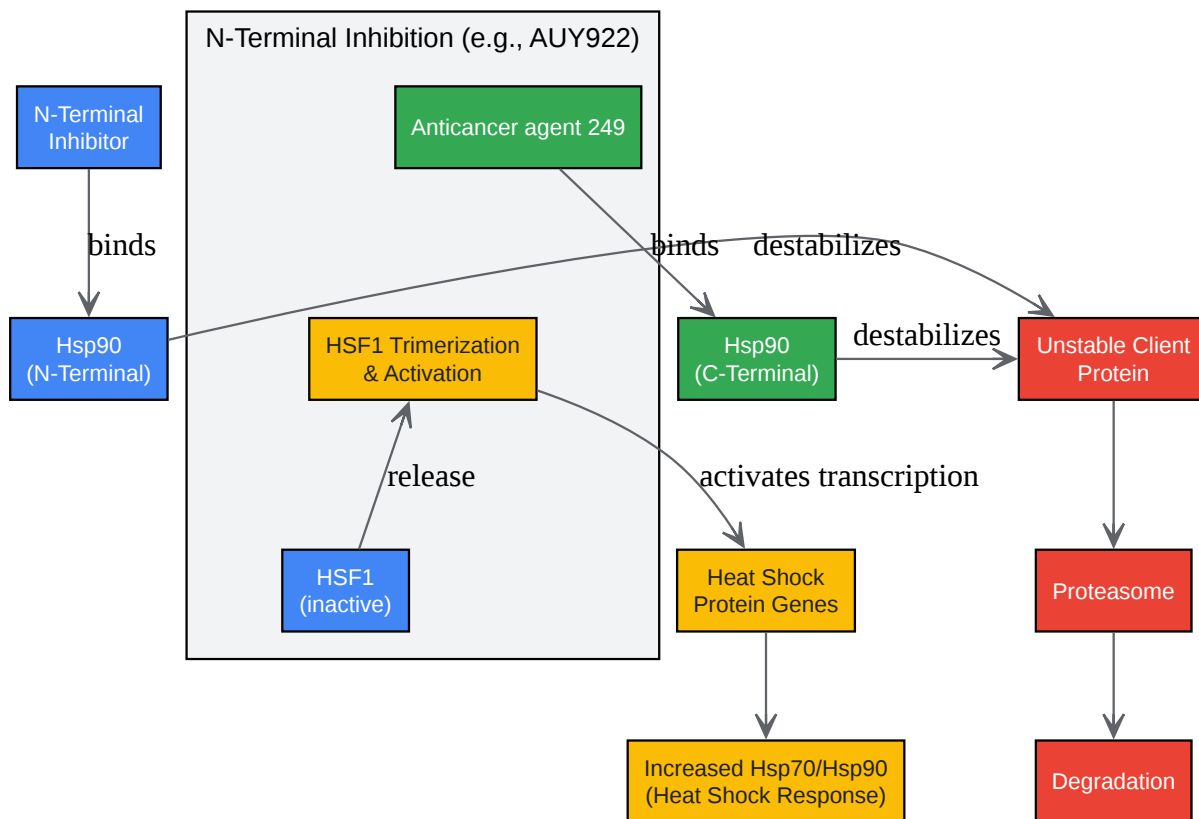 N-Terminal Inhibition (e.g., AUY922)
N-Terminal
Inhibitor
Anticancer agent 249
binds
binds
destabilizes
Hsp90
(N-Terminal)
HSF1 Trimerization
& Activation
Hsp90
(C-Terminal)
destabilizes
Unstable Client
Protein
release
activates transcription
HSF1
(inactive)
Heat Shock
Protein Genes
Proteasome
Increased Hsp70/Hsp90
(Heat Shock Response)
Degradation